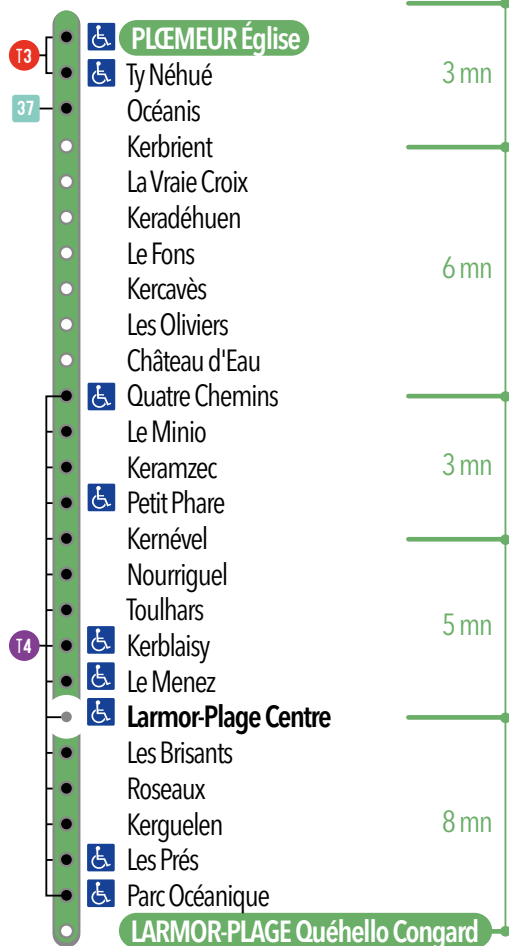 PLŒMEUR Église
T3
Ty Néhué
3 mn
37
Océanis
Kerbrient
La Vraie Croix
Keradéhuen
Le Fons
6 mn
Kercavès
Les Oliviers
Château d'Eau
Quatre Chemins
Le Minio
Keramzec
3 mn
Petit Phare
Kernével
Nourriguel
Toulhars
5 mn
T4
Kerblaisy
Le Menez
Larmor-Plage Centre
Les Brisants
Roseaux
Kerguelen
8 mn
Les Prés
Parc Océanique
LARMOR-PLAGE Quéhello Congard